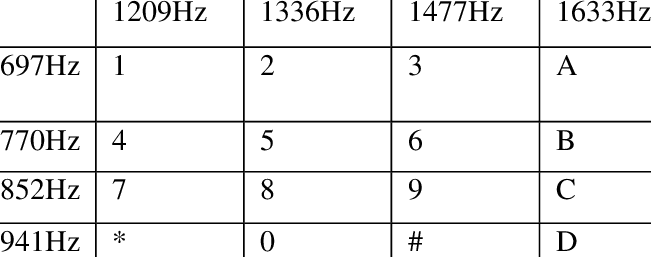 1209Hz 1336Hz 1477Hz 1633Hz
697Hz 1 2 3 A
770Hz 4 5 6 B
852Hz 7 8 9 C
941Hz * 0 # D